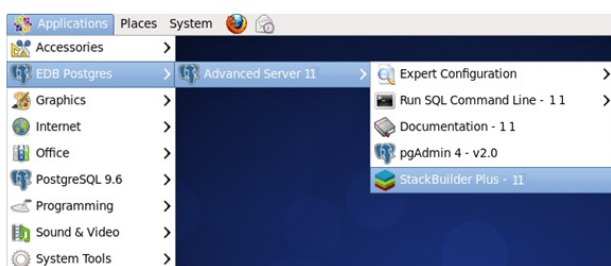 Applications Places System
Accessories
EDB Postgres
Advanced Server 11
Expert Configuration
Graphics
Run SQL Command Line - 11
Internet
Documentation - 11
Office
pgAdmin 4 - v2.0
PostgreSQL 9.6
StackBuilder Plus - 11
Programming
Sound & Video
System Tools